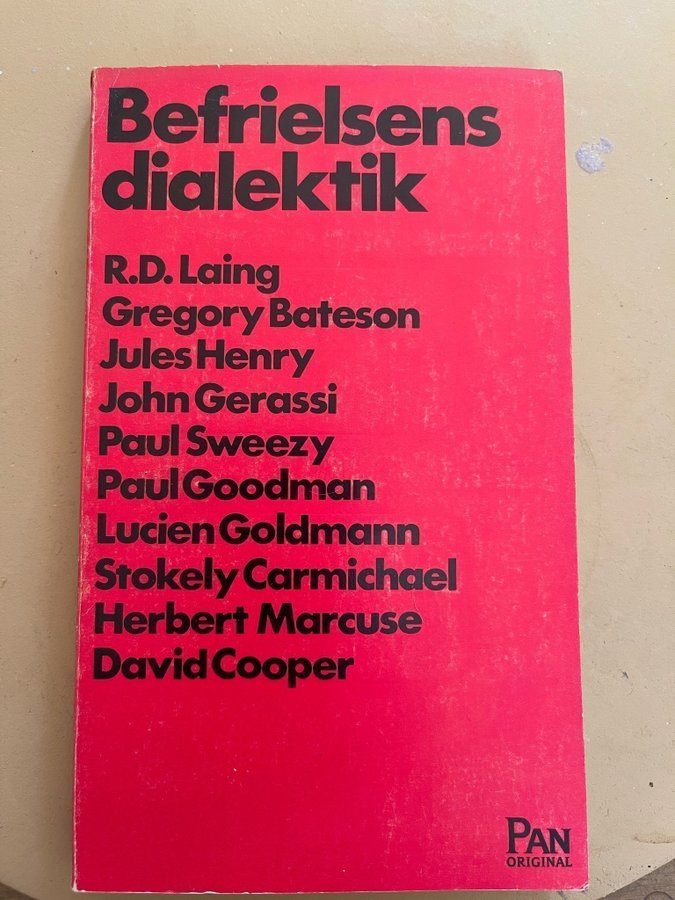 Befrielsens
dialektik
R.D. Laing
Gregory Bateson
Jules Henry
John Gerassi
Paul Sweezy
Paul Goodman
Lucien Goldmann
Stokely Carmichael
Herbert Marcuse
David Cooper
PAN
ORIGINAL